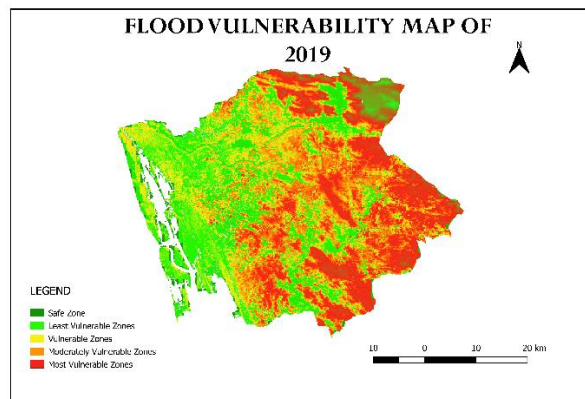 FLOOD VULNERABILITY MAP OF
2019
N
LEGEND
Safe Zone
Least Vulnerable Zones
Vulnerable Zones
Moderately Vulnerable Zones
Most Vulnerable Zones
10 0 10 20 km